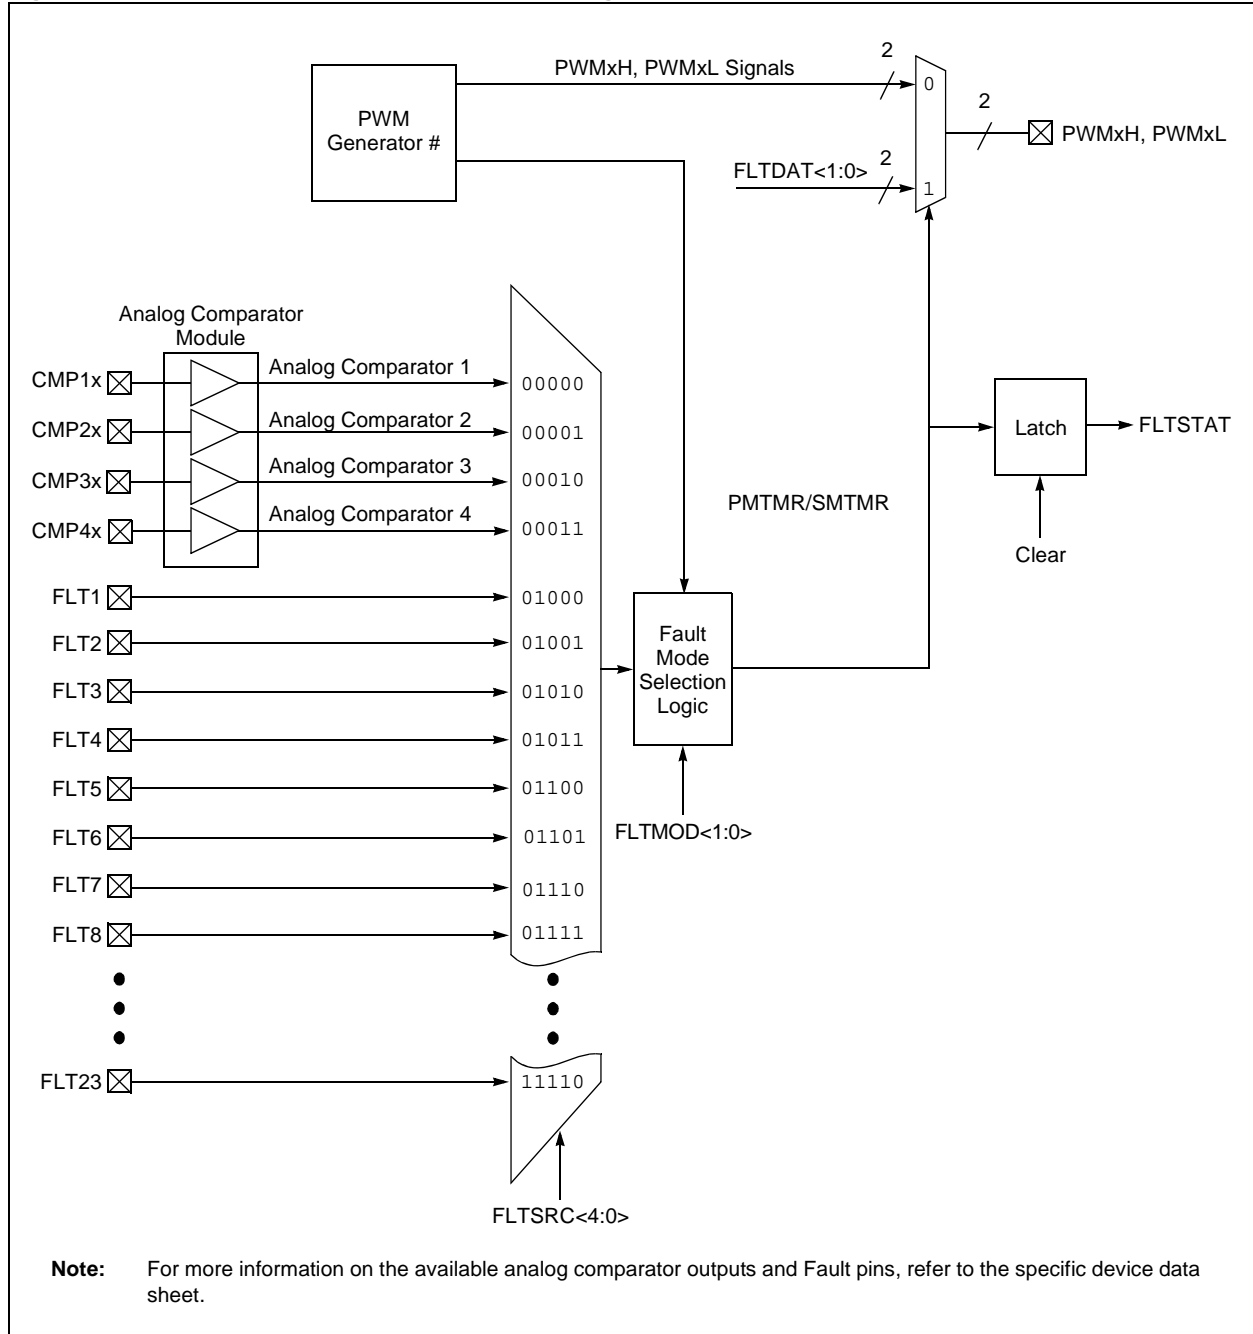 2
PWMxH, PWMxL Signals
PWM
Generator #
0
2
PWMxH, PWMxL
FLTDAT<1:0>
2
1
Analog Comparator
Module
CMP1x
Analog Comparator 1
00000
CMP2x
Analog Comparator 2
00001
CMP3x
Analog Comparator 3
00010
CMP4x
Analog Comparator 4
00011
Latch
FLTSTAT
PMTMR/SMTMR
Clear
FLT1
01000
FLT2
01001
FLT3
01010
FLT4
01011
Fault
Mode
Selection
Logic
FLT5
01100
FLT6
01101
FLTMOD<1:0>
FLT7
01110
FLT8
01111
FLT23
11110
FLTSRC<4:0>
Note: For more information on the available analog comparator outputs and Fault pins, refer to the specific device data
sheet.